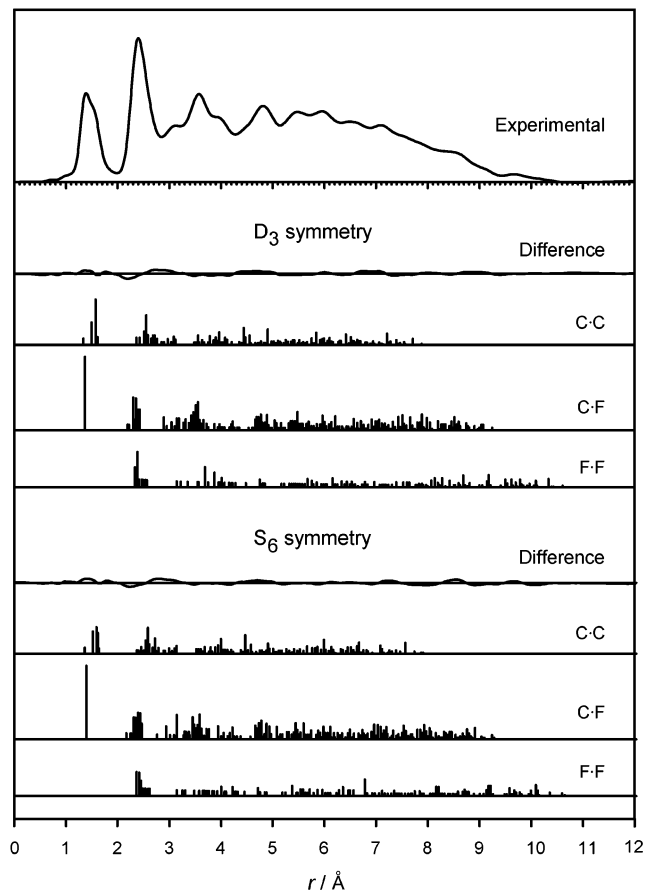 Experimental
D3 symmetry
Difference
C·C
C·F
F·F
S6 symmetry
Difference
C·C
C·F
F·F
0 1 2 3 4 5 6 7 8 9 10 11 12
r / Å